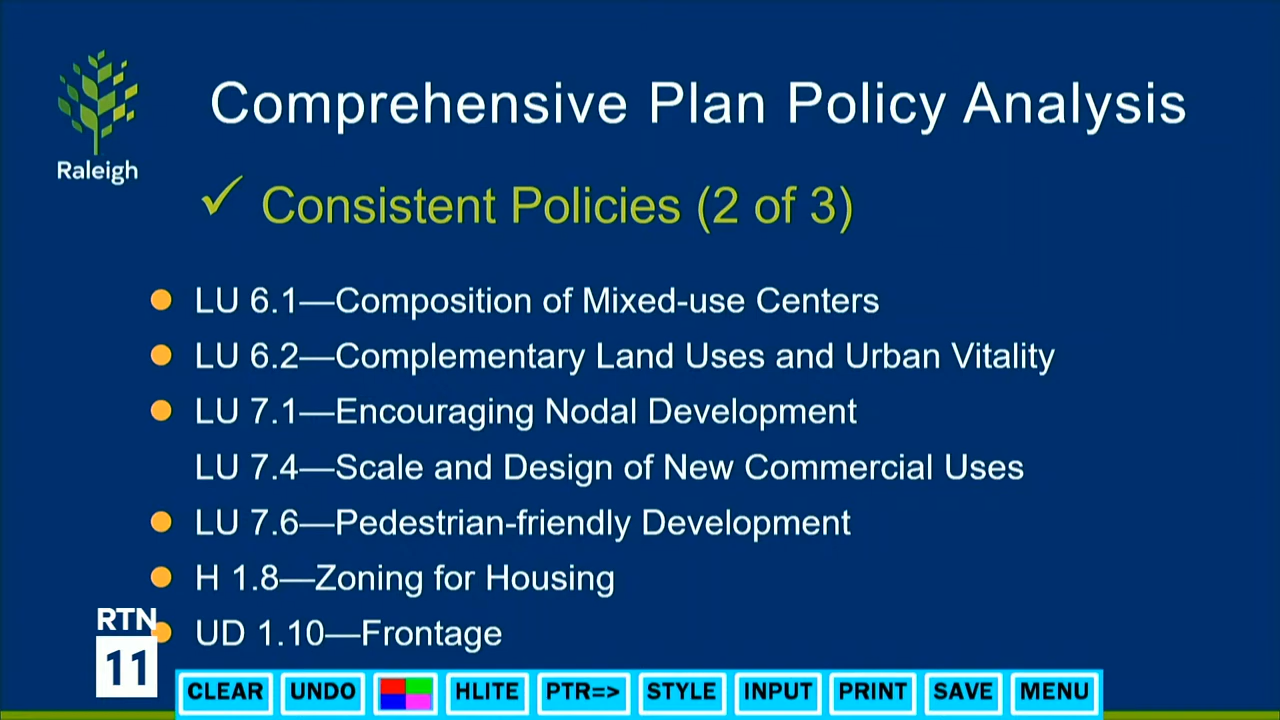 Comprehensive Plan Policy Analysis
Raleigh
✓ Consistent Policies (2 of 3)
LU 6.1—Composition of Mixed-use Centers
LU 6.2—Complementary Land Uses and Urban Vitality
LU 7.1—Encouraging Nodal Development
LU 7.4—Scale and Design of New Commercial Uses
LU 7.6—Pedestrian-friendly Development
H 1.8—Zoning for Housing
UD 1.10—Frontage
RTN
11
CLEAR UNDO HLITE PTR=> STYLE INPUT PRINT SAVE MENU